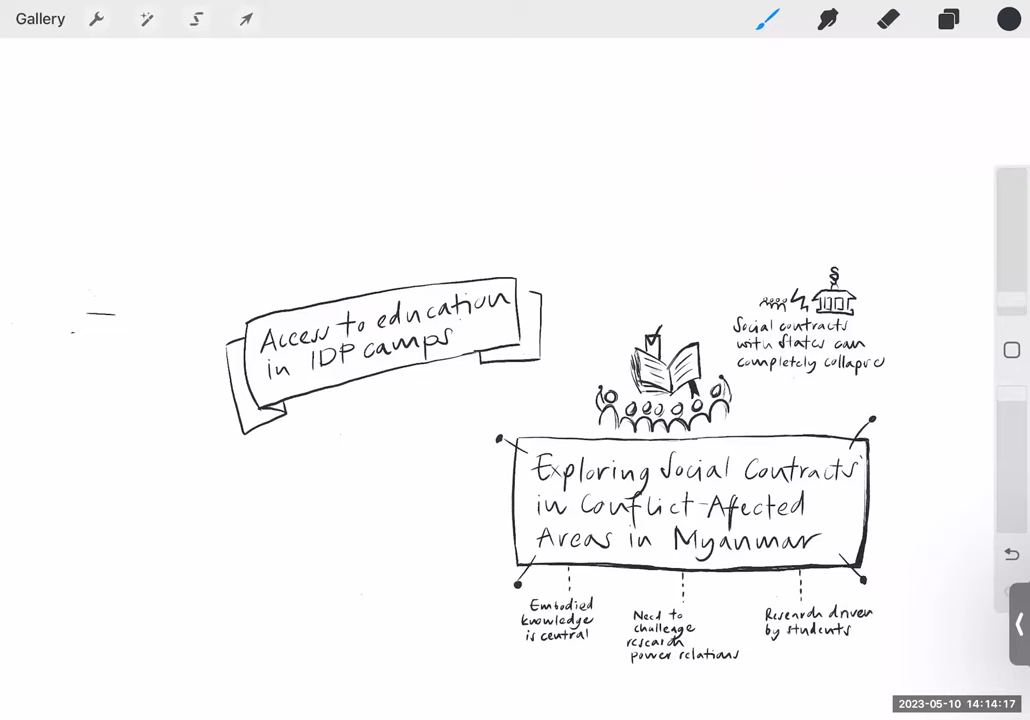 Gallery
Access to education
in IDP camps
Social contracts
with States can
completely collapse
Exploring Social Contracts
in Conflict-Affected
Areas in Myanmar
Embodied
knowledge
is central
Need to
challenge
research
power relations
Research driven
by students
2023-05-10 14:14:17